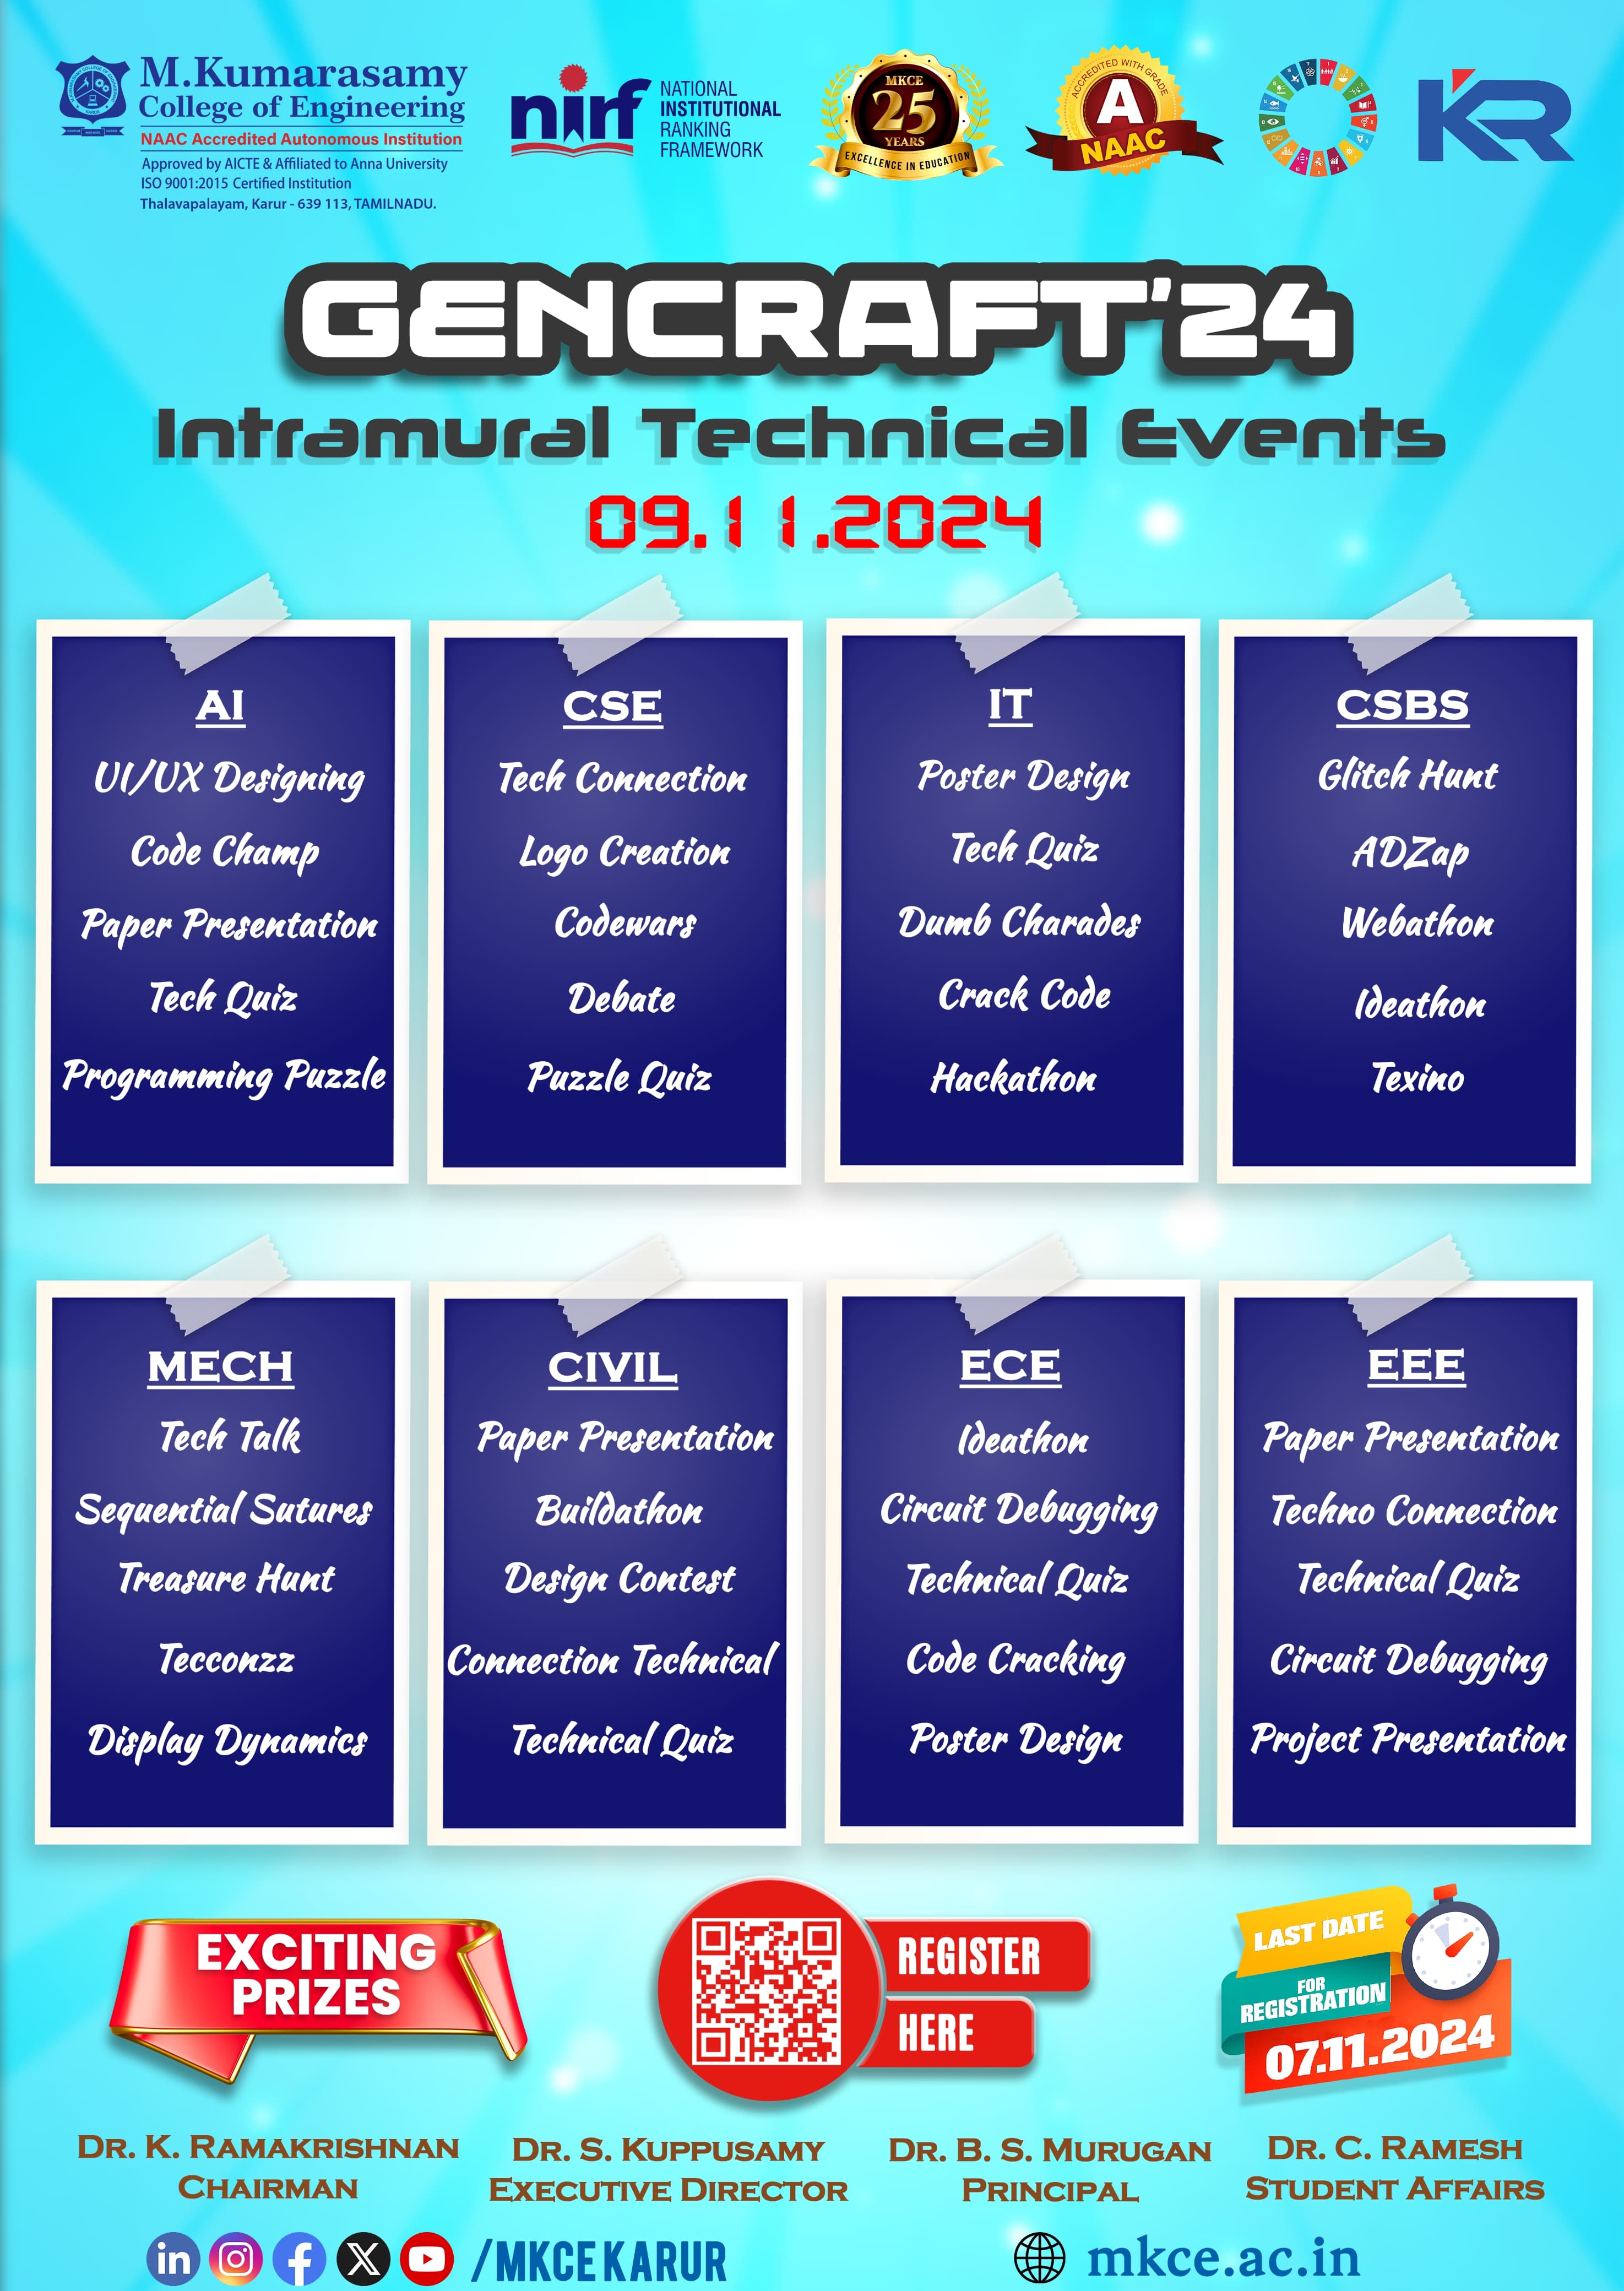 M.Kumarasamy
College of Engineering
NAAC Accredited Autonomous Institution
Approved by AICTE & Affiliated to Anna University
ISO 9001:2015 Certified Institution
Thalavapalayam, Karur - 639 113, TAMILNADU.
nirf
NATIONAL
INSTITUTIONAL
RANKING
FRAMEWORK
MKCE
25
YEARS
EXCELLENCE IN EDUCATION
ACCREDITED WITH GRADE
A
NAAC
KR
GENCRAFT'24
Intramural Technical Events
09.11.2024
AI
UI/UX Designing
Code Champ
Paper Presentation
Tech Quiz
Programming Puzzle
CSE
Tech Connection
Logo Creation
Codewars
Debate
Puzzle Quiz
IT
Poster Design
Tech Quiz
Dumb Charades
Crack Code
Hackathon
CSBS
Glitch Hunt
ADZap
Webathon
Ideathon
Texino
MECH
Tech Talk
Sequential Sutures
Treasure Hunt
Tecconzz
Display Dynamics
CIVIL
Paper Presentation
Buildathon
Design Contest
Connection Technical
Technical Quiz
ECE
Ideathon
Circuit Debugging
Technical Quiz
Code Cracking
Poster Design
EEE
Paper Presentation
Techno Connection
Technical Quiz
Circuit Debugging
Project Presentation
EXCITING
PRIZES
REGISTER
HERE
LAST DATE
FOR
REGISTRATION
07.11.2024
DR. K. RAMAKRISHNAN
CHAIRMAN
DR. S. KUPPUSAMY
EXECUTIVE DIRECTOR
DR. B. S. MURUGAN
PRINCIPAL
DR. C. RAMESH
STUDENT AFFAIRS
/MKCE KARUR
mkce.ac.in